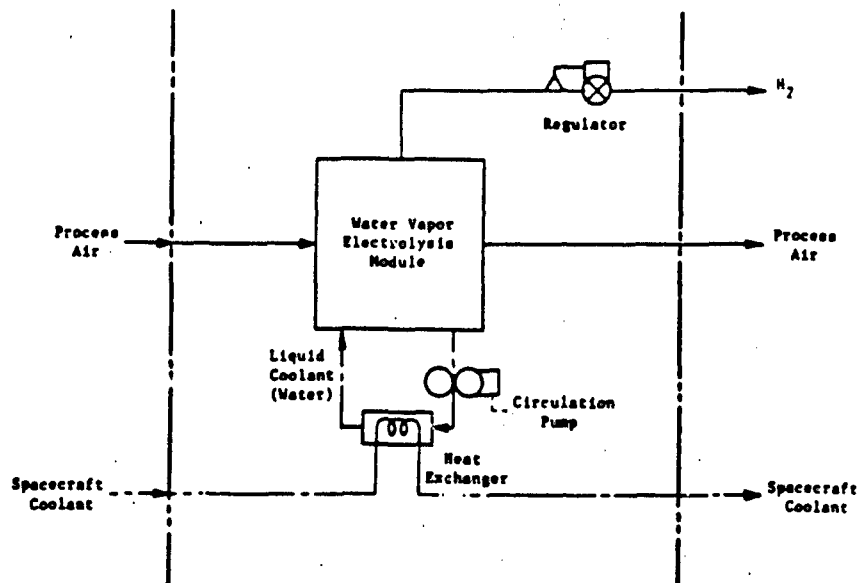 H2
Regulator
Process
Air
Water Vapor
Electrolysis
Module
Process
Air
Liquid
Coolant
(Water)
Circulation
Pump
Heat
Exchanger
Spacecraft
Coolant
Spacecraft
Coolant